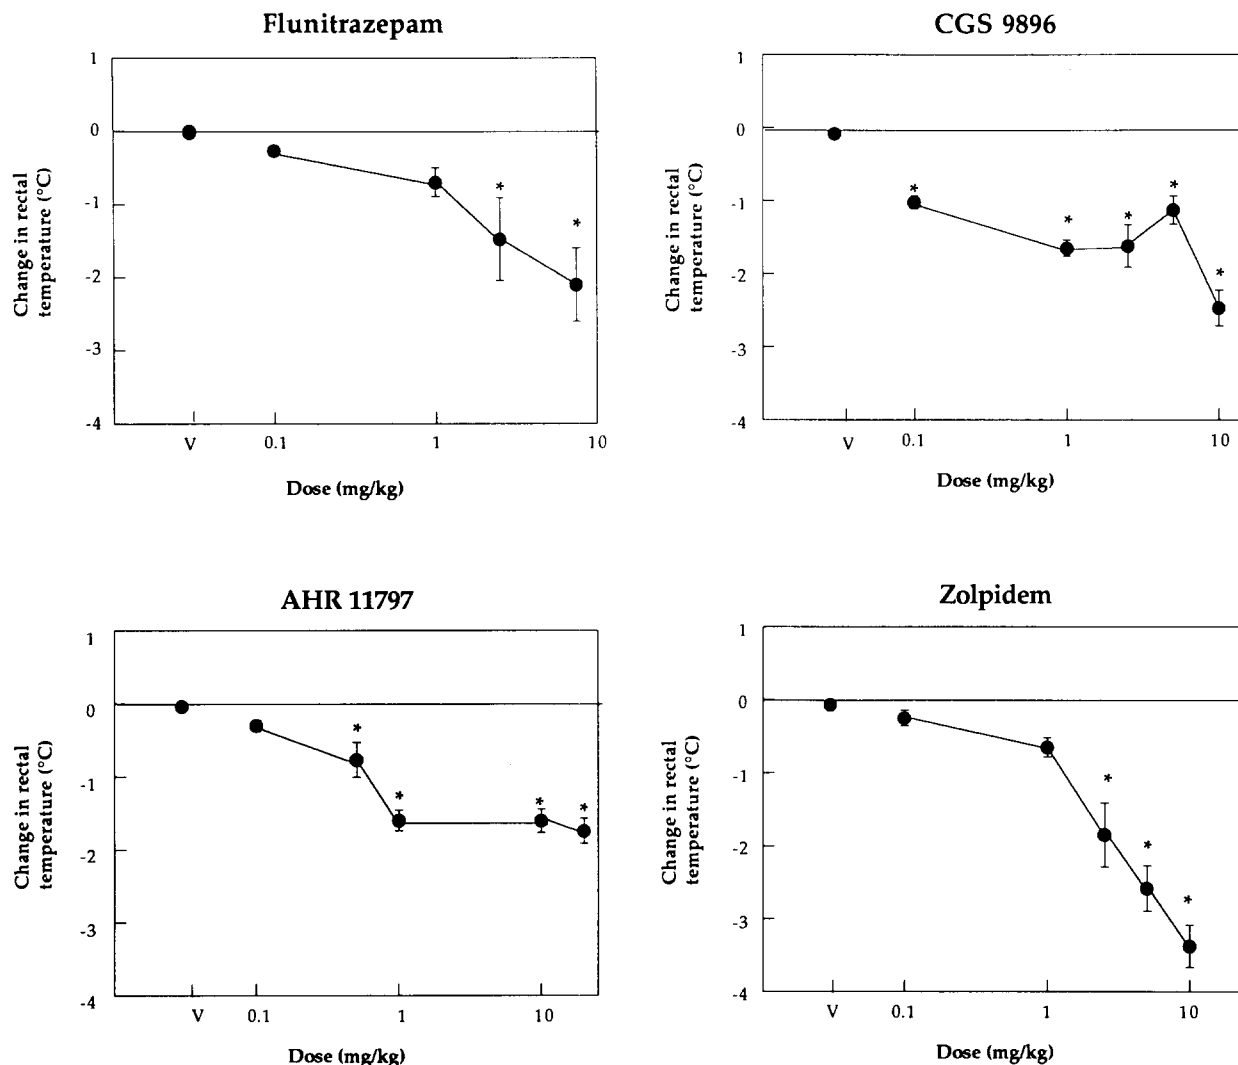 Flunitrazepam
1
0
-1
-2
-3
-4
Change in rectal
temperature (°C)
*
*
V 0.1 1 10
Dose (mg/kg)
CGS 9896
1
0
-1
-2
-3
-4
Change in rectal
temperature (°C)
*
*
*
*
*
V 0.1 1 10
Dose (mg/kg)
AHR 11797
1
0
-1
-2
-3
-4
Change in rectal
temperature (°C)
*
*
*
*
V 0.1 1 10
Dose (mg/kg)
Zolpidem
1
0
-1
-2
-3
-4
Change in rectal
temperature (°C)
*
*
*
V 0.1 1 10
Dose (mg/kg)